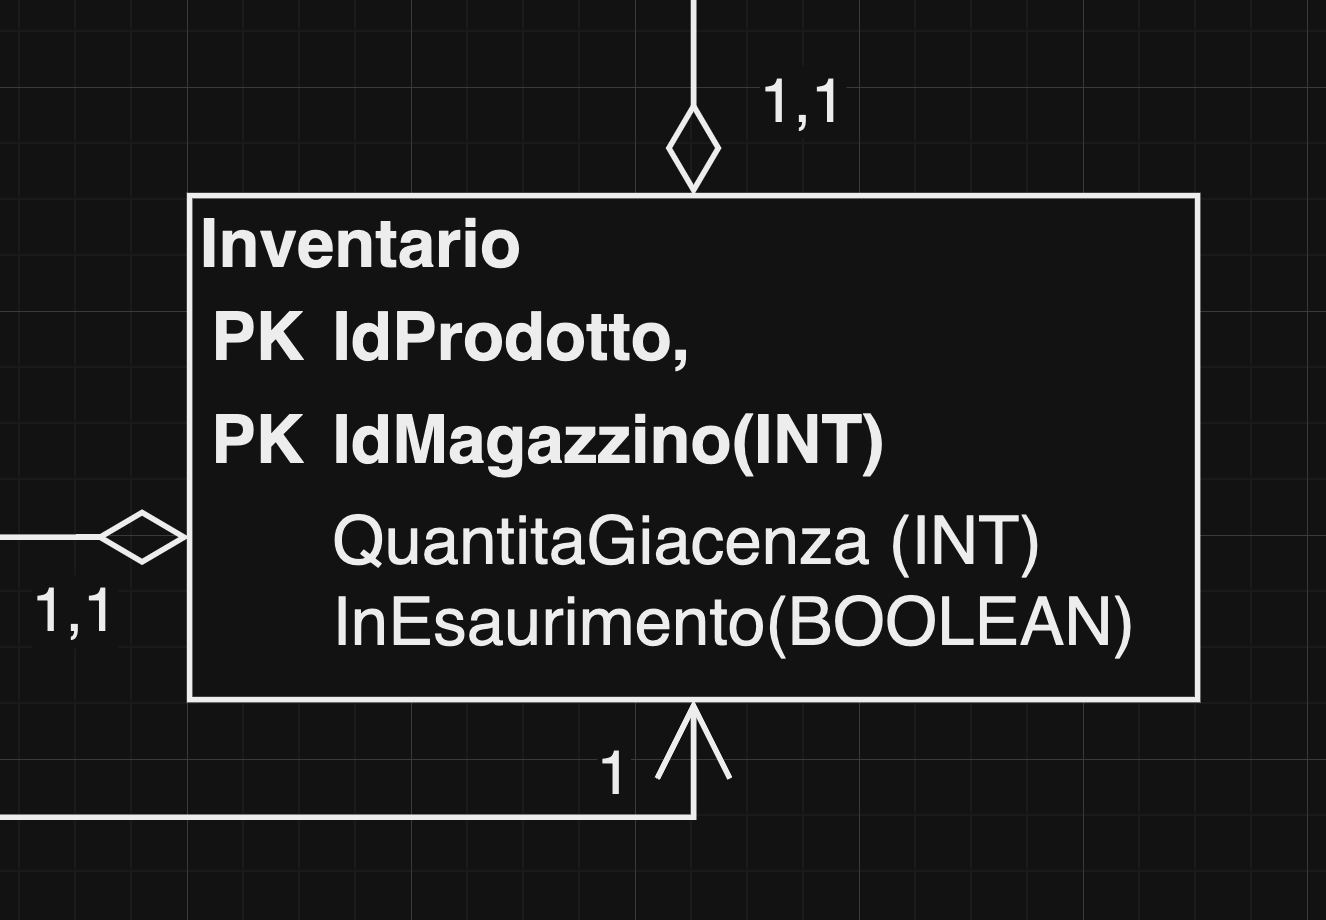 1,1
Inventario
PK IdProdotto,
PK IdMagazzino(INT)
QuantitaGiacenza (INT)
InEsaurimento(BOOLEAN)
1,1
1